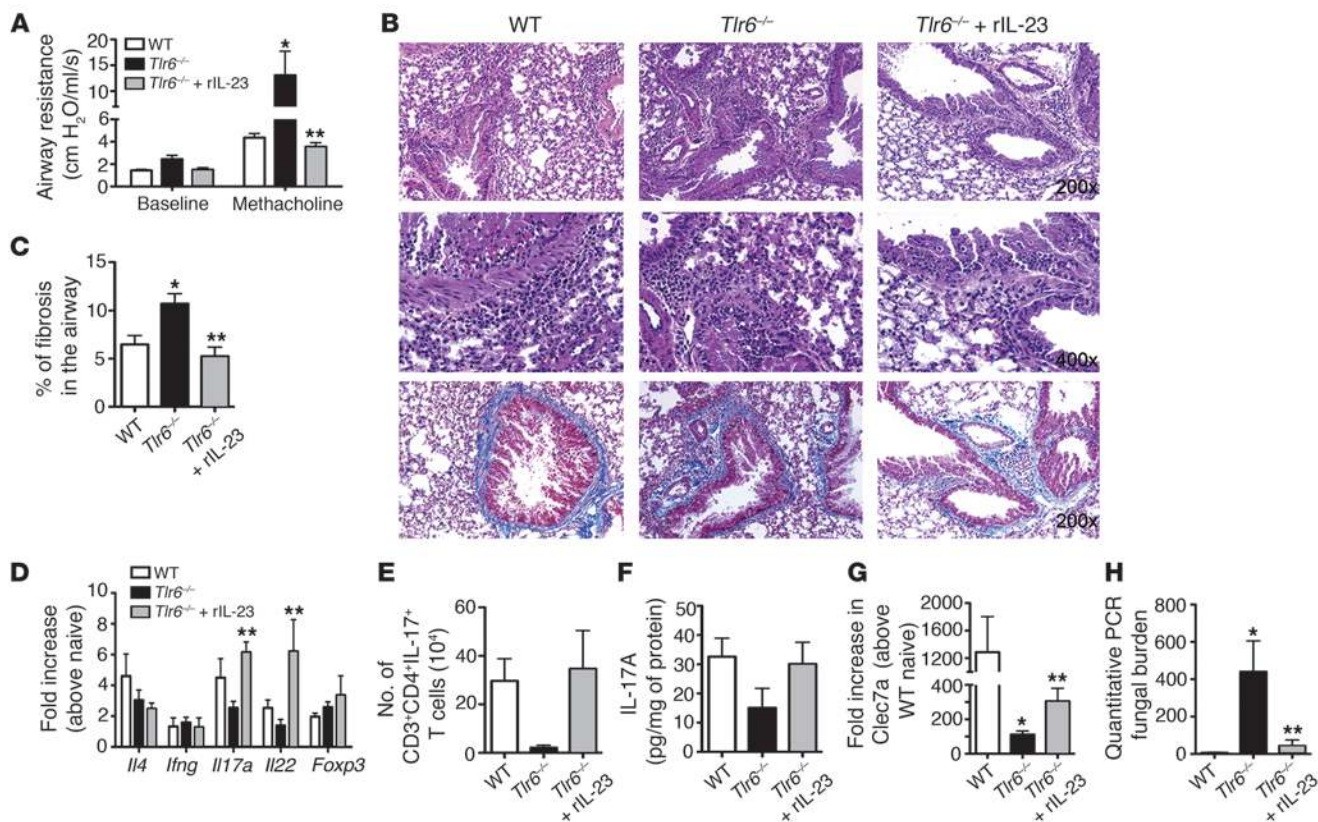 A
WT
Tlr6–/–
Tlr6–/– + rIL-23
Airway resistance
(cm H2O/ml/s)
20
15
10
6
4
2
0
*
**
Baseline
Methacholine
B
WT
Tlr6–/–
Tlr6–/– + rIL-23
200x
400x
200x
C
% of fibrosis
in the airway
15
10
5
0
*
**
WT
Tlr6–/–
Tlr6–/–
+ rIL-23
D
WT
Tlr6–/–
Tlr6–/– + rIL-23
Fold increase
(above naive)
10
8
6
4
2
0
**
**
Il4
Ifng
Il17a
Il22
Foxp3
E
No. of
CD3+CD4+IL-17+
T cells (10⁴)
60
40
20
0
WT
Tlr6–/–
Tlr6–/–
+ rIL-23
F
IL-17A
(pg/mg of protein)
50
40
30
20
10
0
WT
Tlr6–/–
Tlr6–/–
+ rIL-23
G
Fold increase in
Clec7a (above
WT naive)
2000
1600
1200
400
200
0
*
**
WT
Tlr6–/–
Tlr6–/–
+ rIL-23
H
Quantitative PCR
fungal burden
800
600
400
200
0
*
**
WT
Tlr6–/–
Tlr6–/–
+ rIL-23